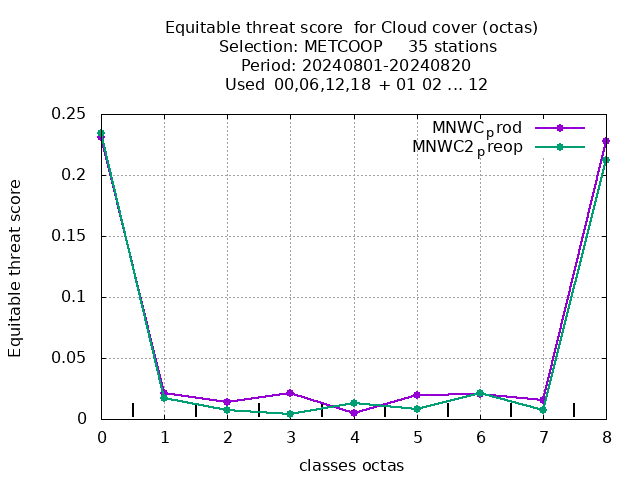 Equitable threat score for Cloud cover (octas)
Selection: METCOOP 35 stations
Period: 20240801-20240820
Used 00,06,12,18 + 01 02 ... 12
0.25
0.2
0.15
0.1
0.05
0
Equitable threat score
MNWC_prod
MNWC2_preop
0 1 2 3 4 5 6 7 8
classes octas